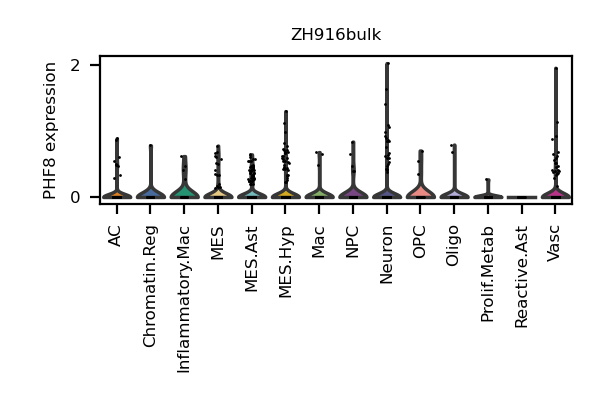 ZH916bulk
PHF8 expression
2
0
AC
Chromatin.Reg
Inflammatory.Mac
MES
MES.Ast
MES.Hyp
Mac
NPC
Neuron
OPC
Oligo
Prolif.Metab
Reactive.Ast
Vasc